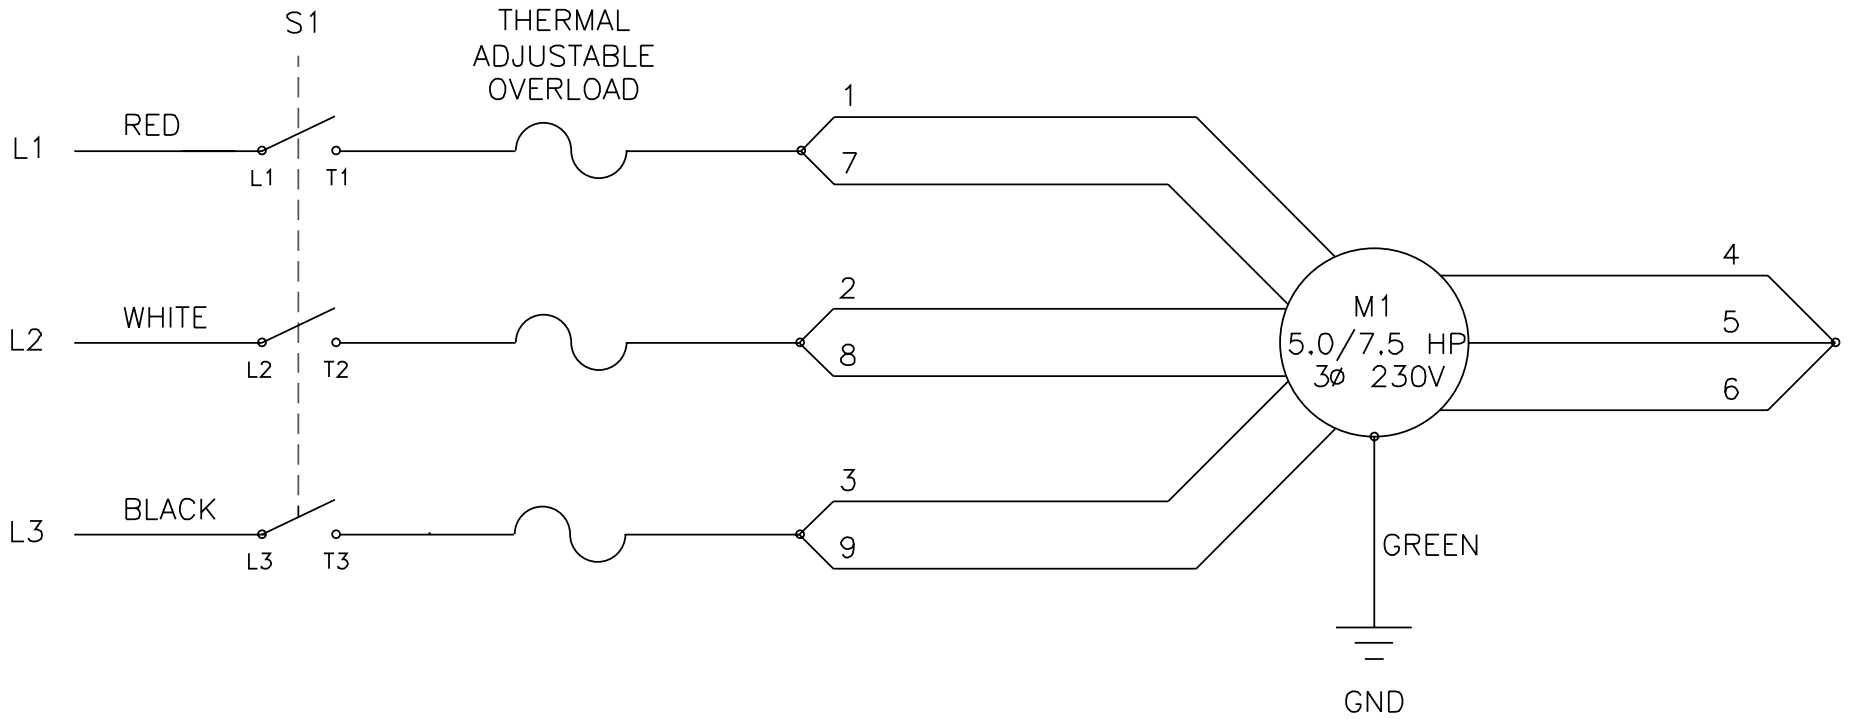 S1
THERMAL
ADJUSTABLE
OVERLOAD
L1
RED
L1
T1
1
7
L2
WHITE
L2
T2
2
8
M1
5.0/7.5 HP
3ø 230V
4
5
6
L3
BLACK
L3
T3
3
9
GREEN
GND